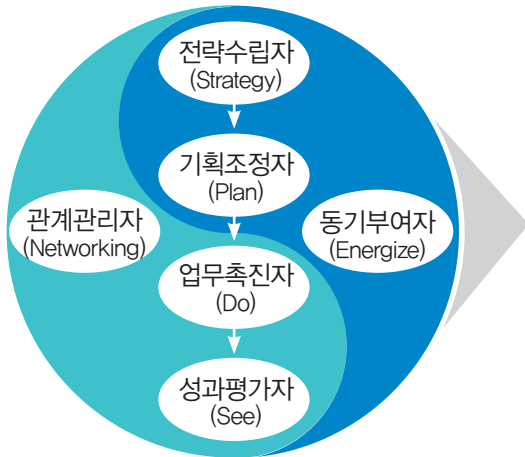 전략수립자
(Strategy)
기획조정자
(Plan)
관계관리자
(Networking)
동기부여자
(Energize)
업무촉진자
(Do)
성과평가자
(See)